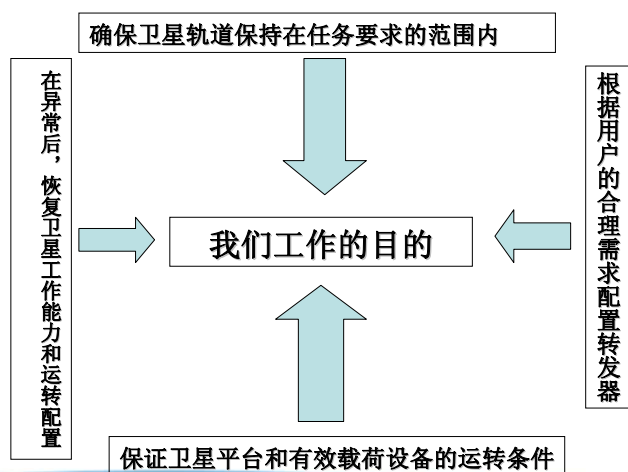 确保卫星轨道保持在任务要求的范围内
在异常后，恢复卫星工作能力和运转配置
我们工作的目的
根据用户的合理需求配置转发器
保证卫星平台和有效载荷设备的运转条件